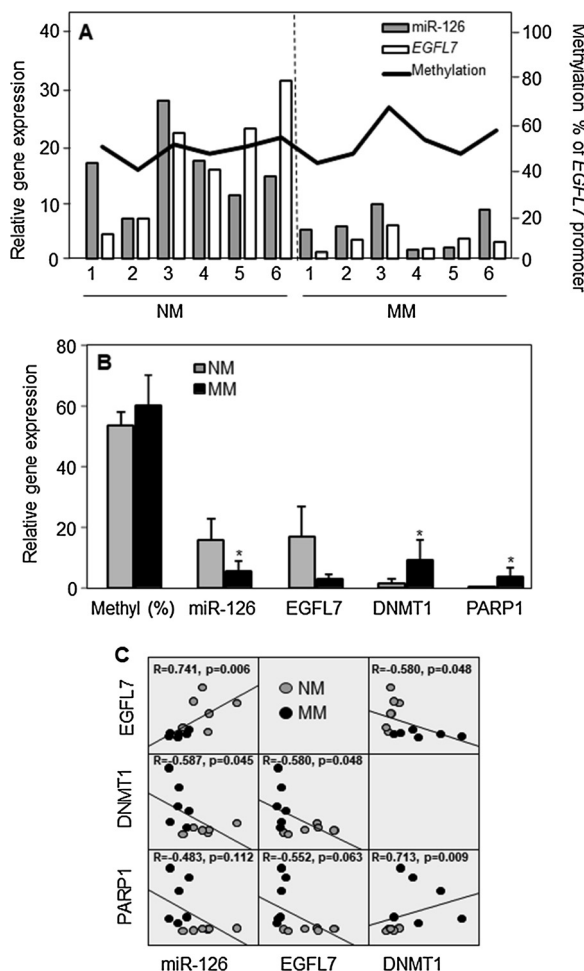 A
miR-126
EGFL7
Methylation
40
30
20
10
0
Relative gene expression
100
80
60
40
20
0
Methylation % of EGFL7 promoter
1 2 3 4 5 6 1 2 3 4 5 6
NM MM
B
NM
MM
80
60
40
20
0
Relative gene expression
* * *
Methyl (%) miR-126 EGFL7 DNMT1 PARP1
C
R=0.741, p=0.006 R=-0.580, p=0.048
NM
MM
EGFL7
R=-0.587, p=0.045 R=-0.580, p=0.048
DNMT1
R=-0.483, p=0.112 R=-0.552, p=0.063 R=0.713, p=0.009
PARP1
miR-126 EGFL7 DNMT1